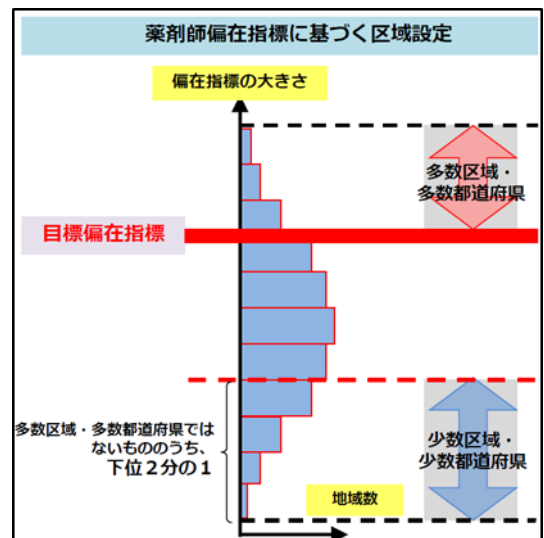 薬剤師偏在指標に基づく区域設定
偏在指標の大きさ
多数区域・
多数都道府県
目標偏在指標
多数区域・多数都道府県では
ないもののうち、
下位２分の１
少数区域・
少数都道府県
地域数